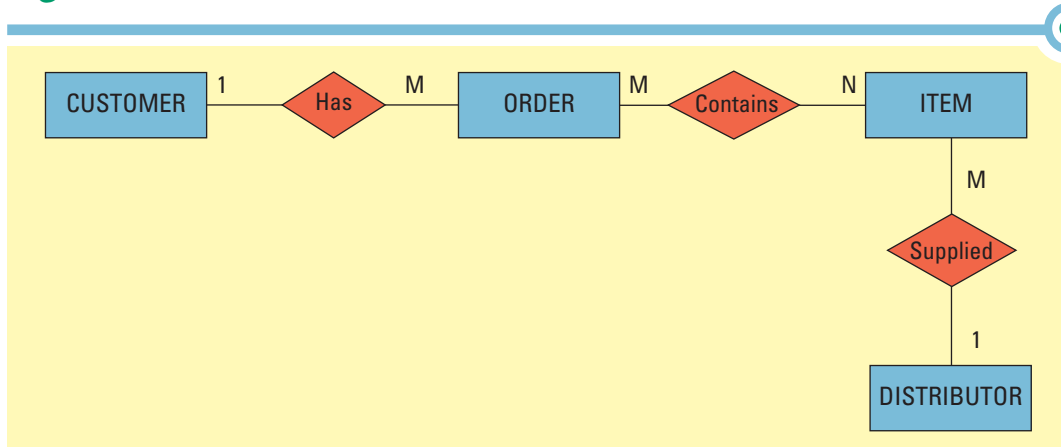 CUSTOMER 1 Has M ORDER M Contains N ITEM
M
Supplied
1
DISTRIBUTOR